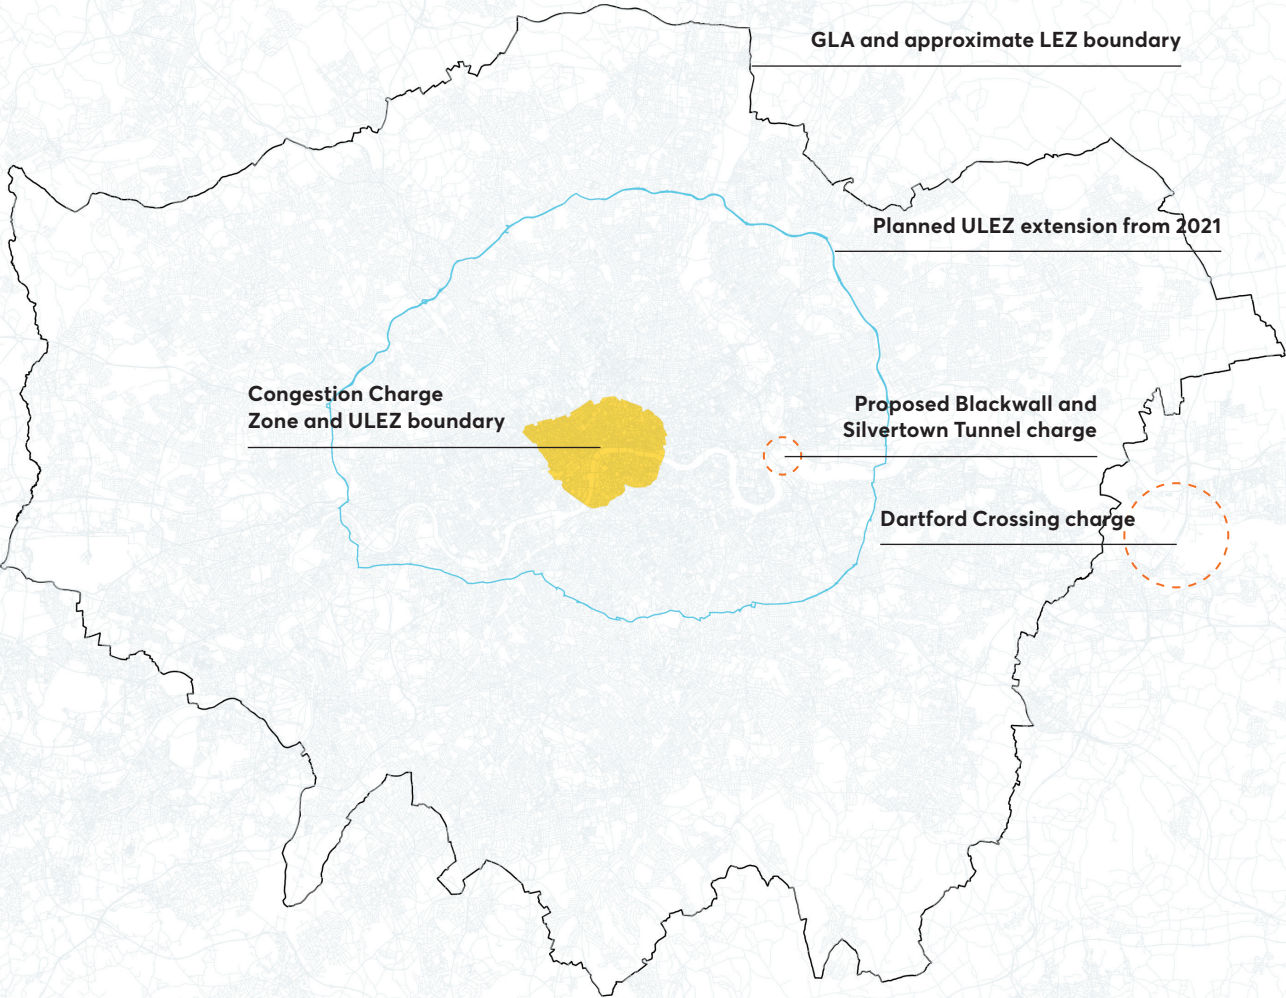 GLA and approximate LEZ boundary
Planned ULEZ extension from 2021
Congestion Charge
Zone and ULEZ boundary
Proposed Blackwall and
Silvertown Tunnel charge
Dartford Crossing charge